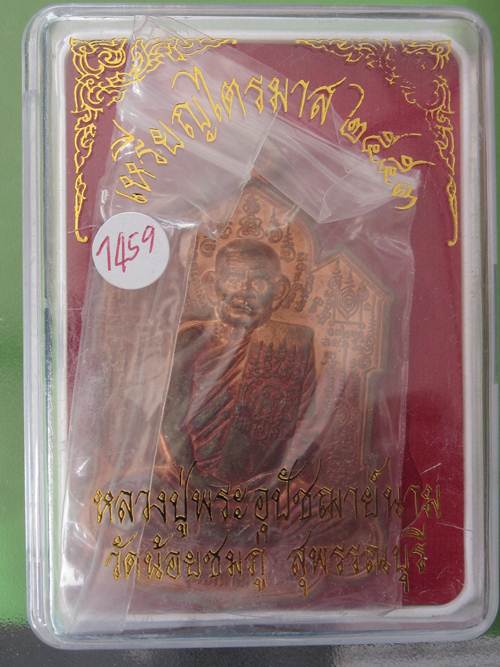 เหรียญไตรมาส ๒๕๕๓
1459
หลวงปู่พระอุปัชฌาย์นาม
วัดน้อยชมภู่ สุพรรณบุรี